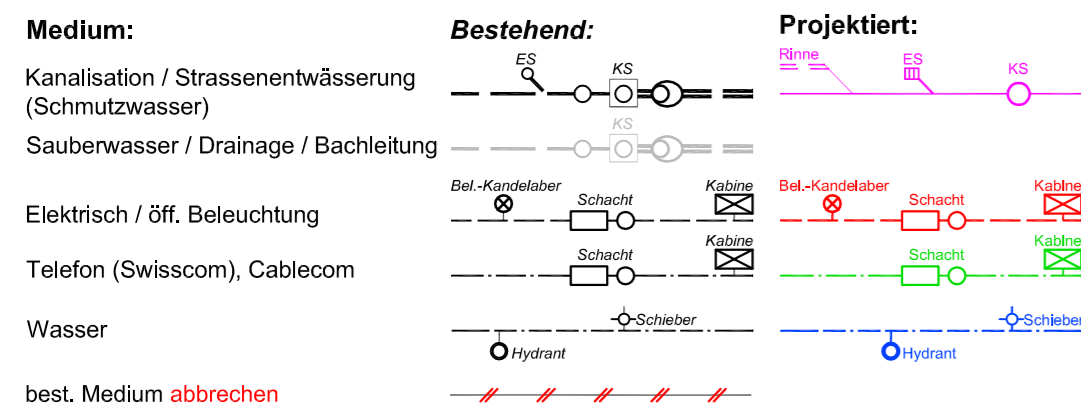 Medium: Bestehend: Projektiert:
Kanalisation / Strassenentwässerung
(Schmutzwasser)
ES KS
Rinne ES KS
Sauberwasser / Drainage / Bachleitung
KS
Elektrisch / öff. Beleuchtung
Bel.-Kandelaber Schacht Kabine
Bel.-Kandelaber Schacht Kabine
Telefon (Swisscom), Cablecom
Schacht Kabine
Schacht Kabine
Wasser
Schieber
Hydrant
Schieber
Hydrant
best. Medium abbrechen